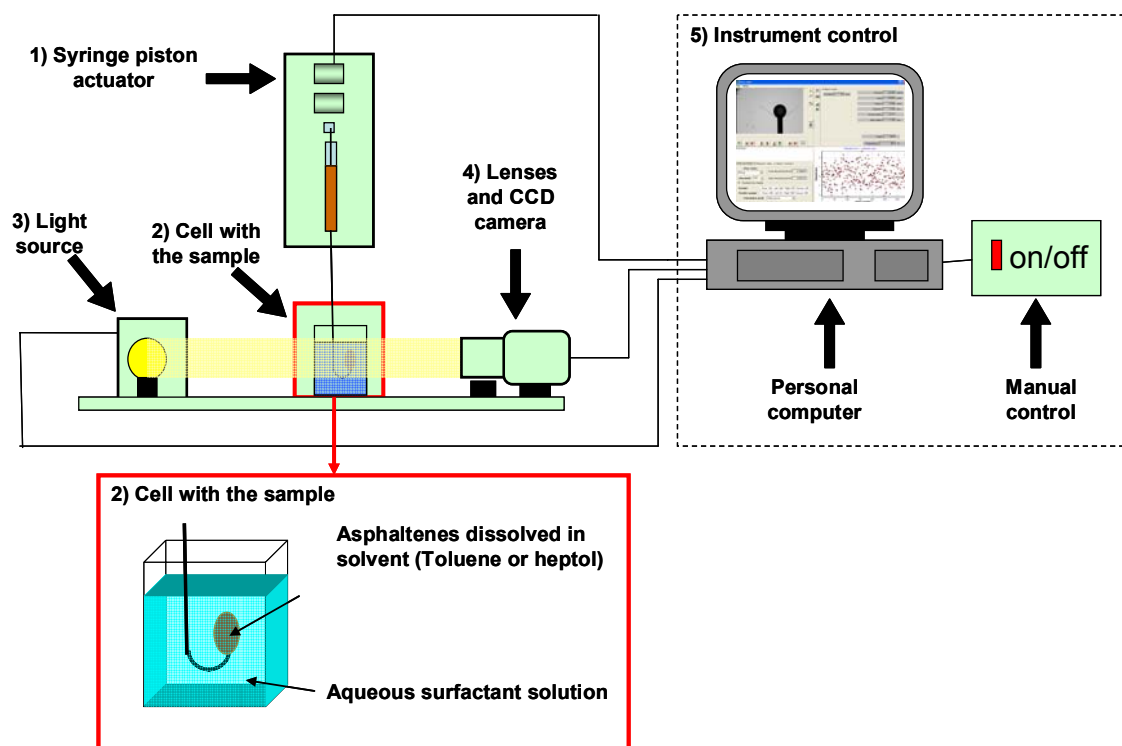 1) Syringe piston
actuator
5) Instrument control
4) Lenses
and CCD
camera
3) Light
source
2) Cell with
the sample
on/off
Personal
computer
Manual
control
2) Cell with the sample
Asphaltenes dissolved in
solvent (Toluene or heptol)
Aqueous surfactant solution